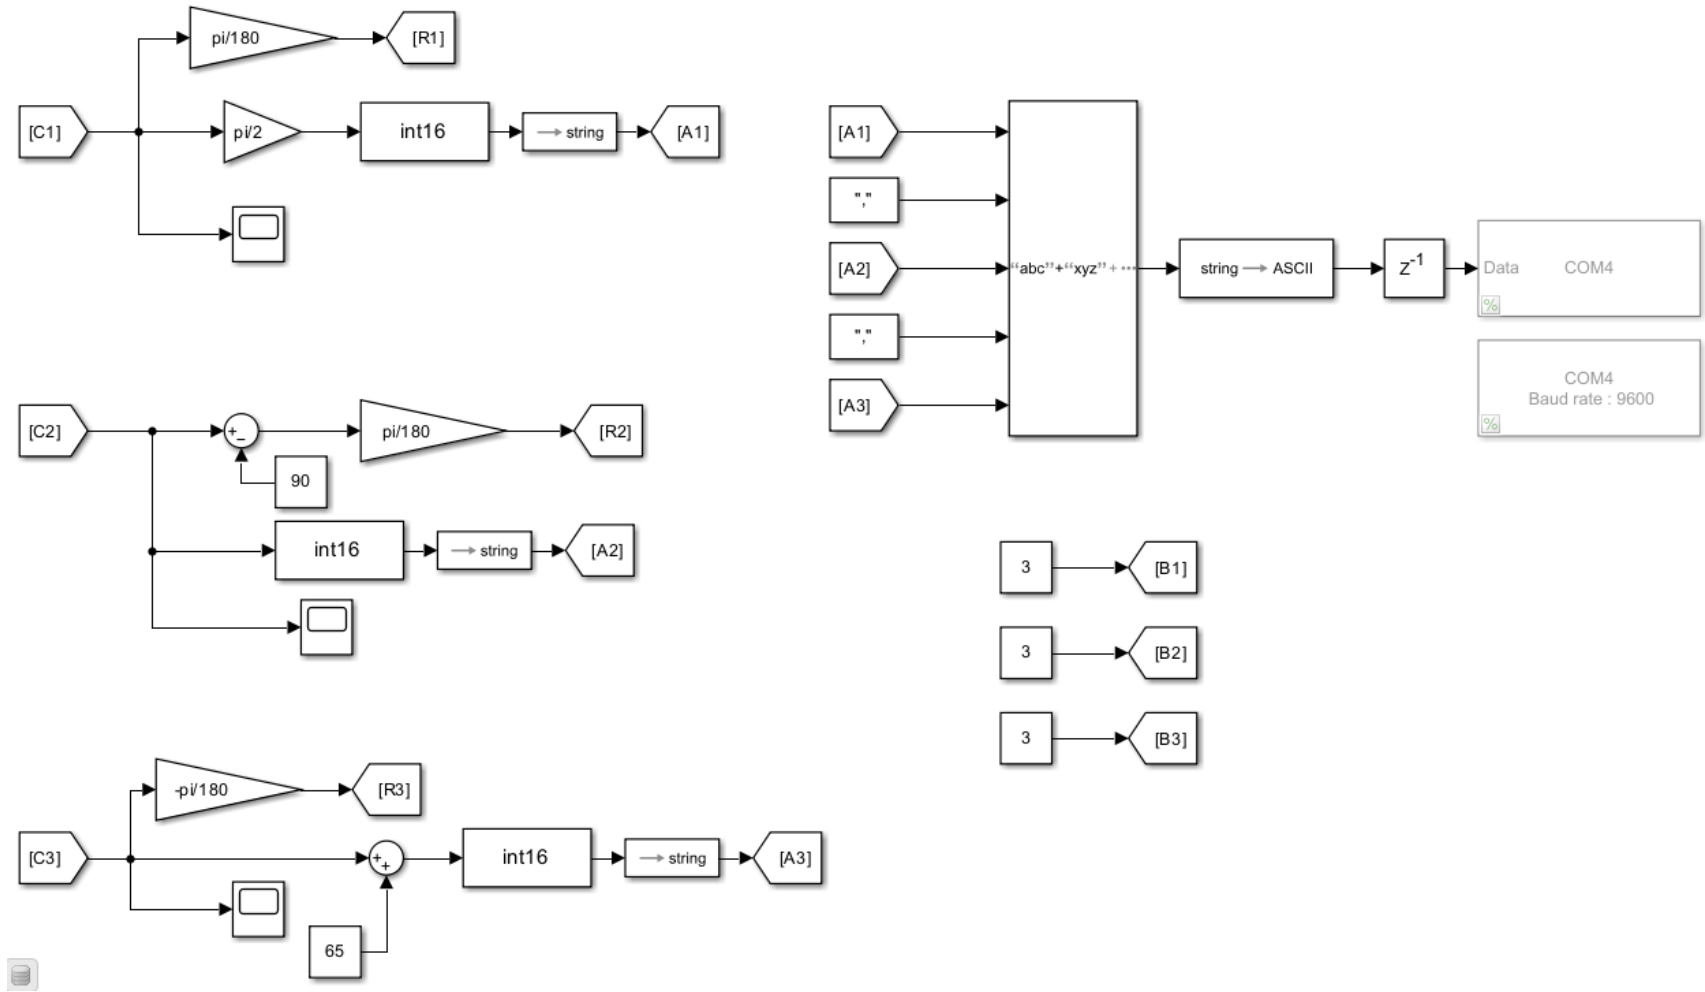 pi/180
[R1]
[C1]
pi/2
int16
string
[A1]
[C2]
+
−
pi/180
[R2]
90
int16
string
[A2]
-pi/180
[R3]
[C3]
+
+
int16
string
[A3]
65
[A1]
","
[A2]
","
[A3]
“abc”+“xyz” + ···
string ASCII
Z-1
Data COM4
%
COM4
Baud rate : 9600
%
3 [B1]
3 [B2]
3 [B3]